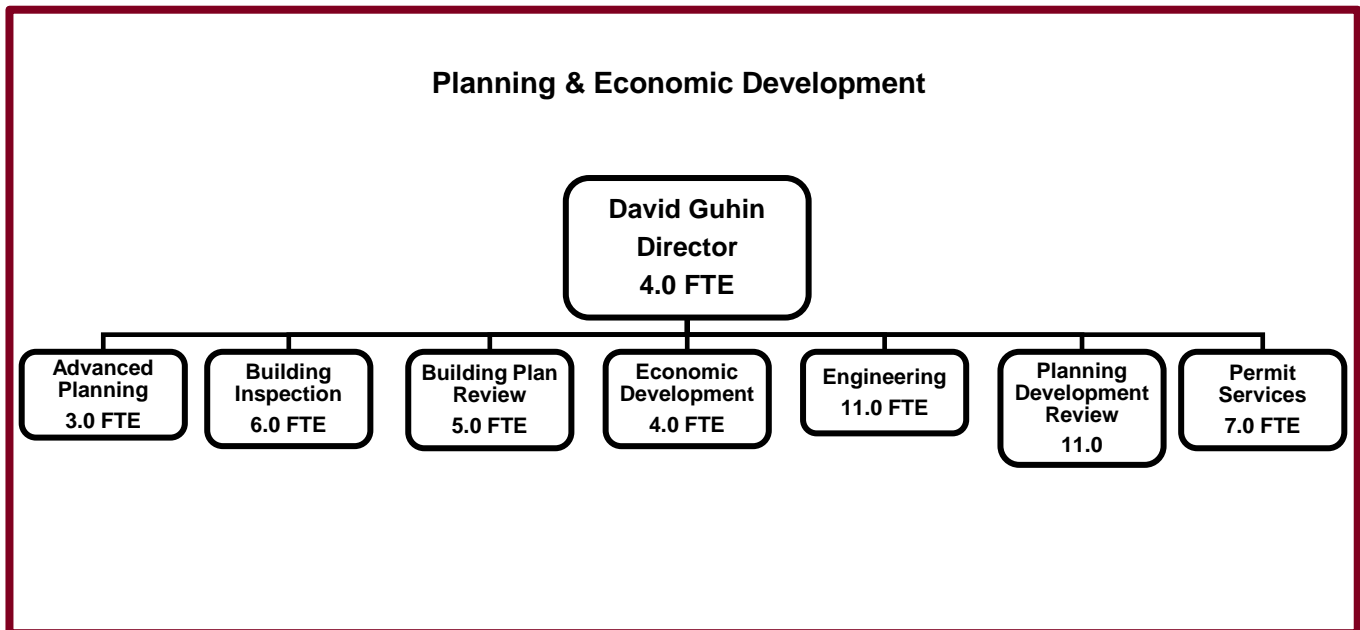 Planning & Economic Development
David Guhin
Director
4.0 FTE
Advanced
Planning
3.0 FTE
Building
Inspection
6.0 FTE
Building Plan
Review
5.0 FTE
Economic
Development
4.0 FTE
Engineering
11.0 FTE
Planning
Development
Review
11.0
Permit
Services
7.0 FTE